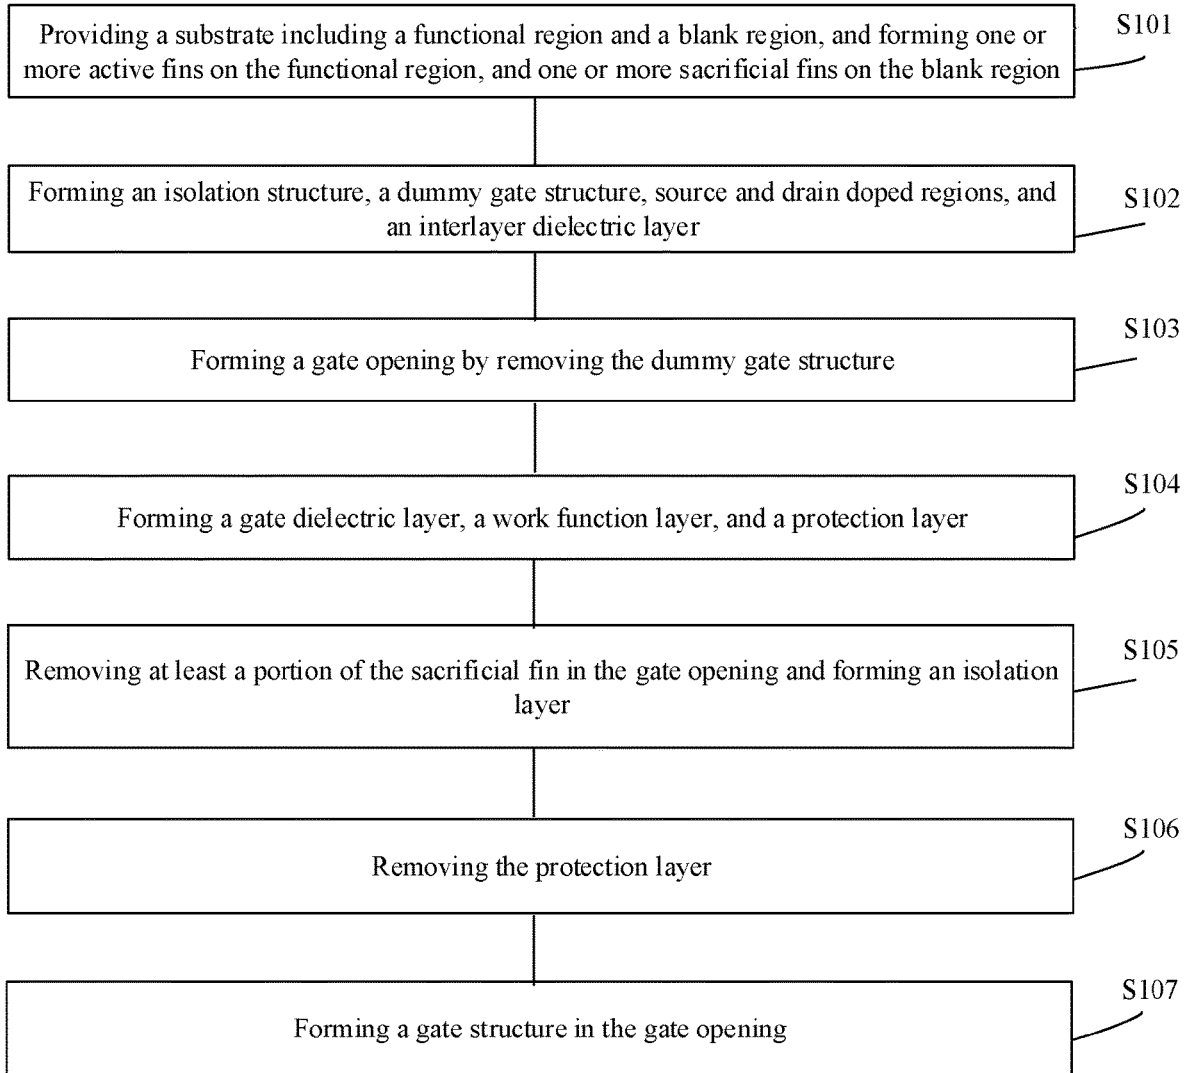 S101
Providing a substrate including a functional region and a blank region, and forming one or
more active fins on the functional region, and one or more sacrificial fins on the blank region
S102
Forming an isolation structure, a dummy gate structure, source and drain doped regions, and
an interlayer dielectric layer
S103
Forming a gate opening by removing the dummy gate structure
S104
Forming a gate dielectric layer, a work function layer, and a protection layer
S105
Removing at least a portion of the sacrificial fin in the gate opening and forming an isolation
layer
S106
Removing the protection layer
S107
Forming a gate structure in the gate opening